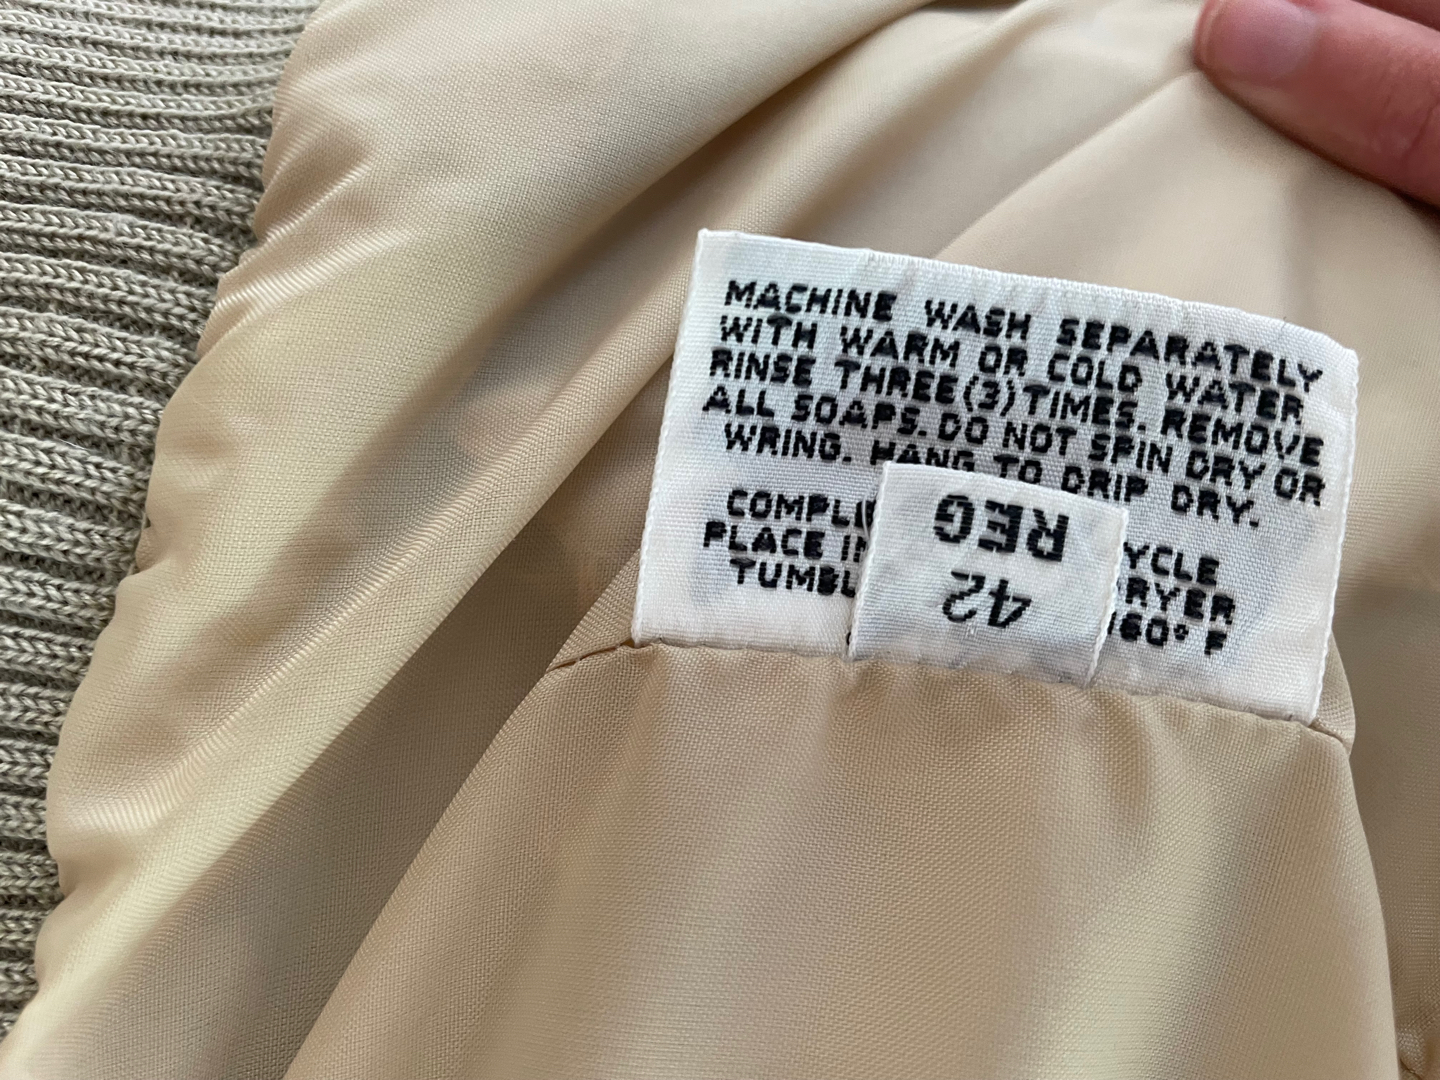 MACHINE WASH SEPARATELY
WITH WARM OR COLD WATER
RINSE THREE(3)TIMES. REMOVE
ALL SOAPS. DO NOT SPIN DRY OR
WRING. HANG TO DRIP DRY.
PLACE
REG
42